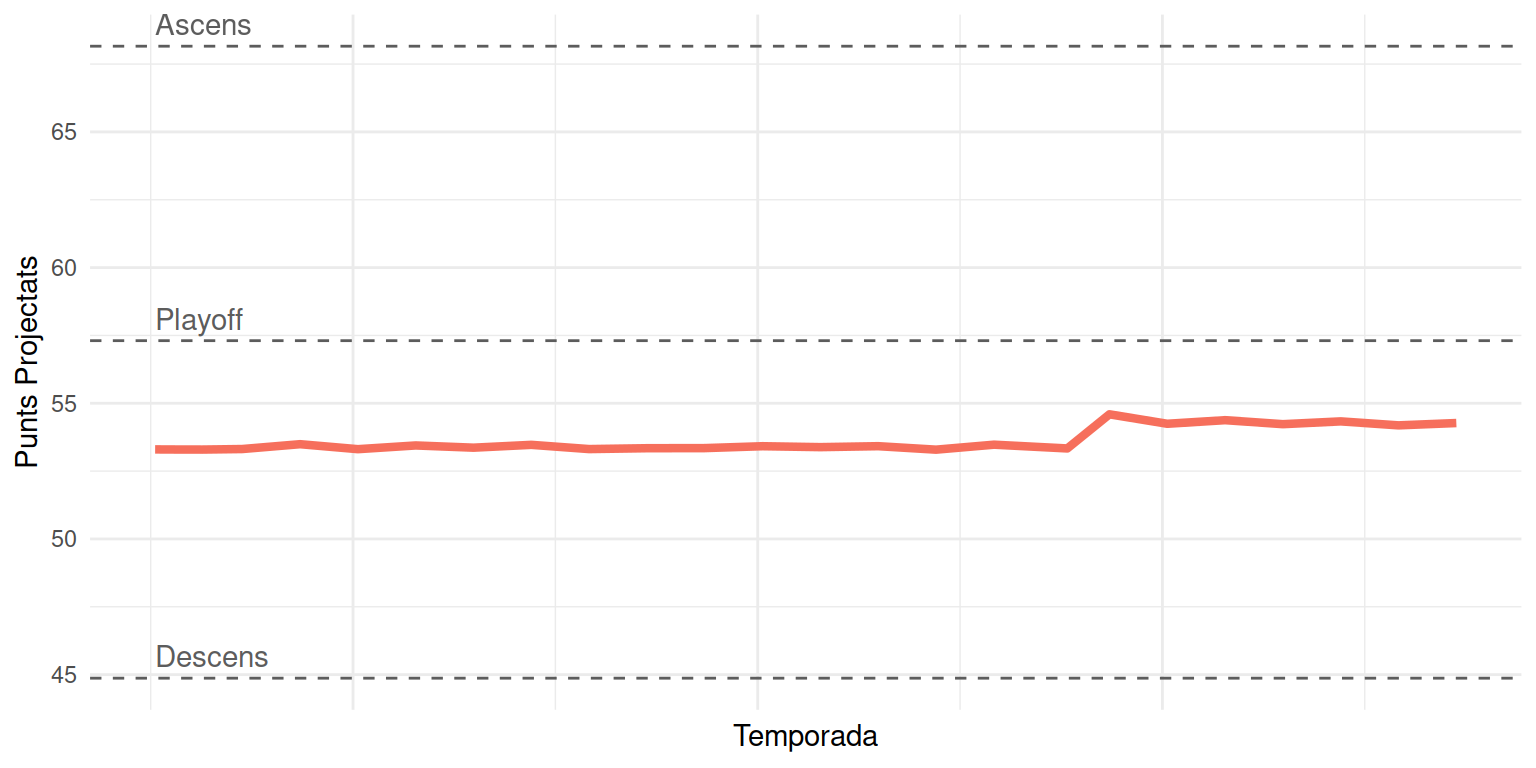 Ascens
65
60
Playoff
55
50
Descens
45
Punts Projectats
Temporada